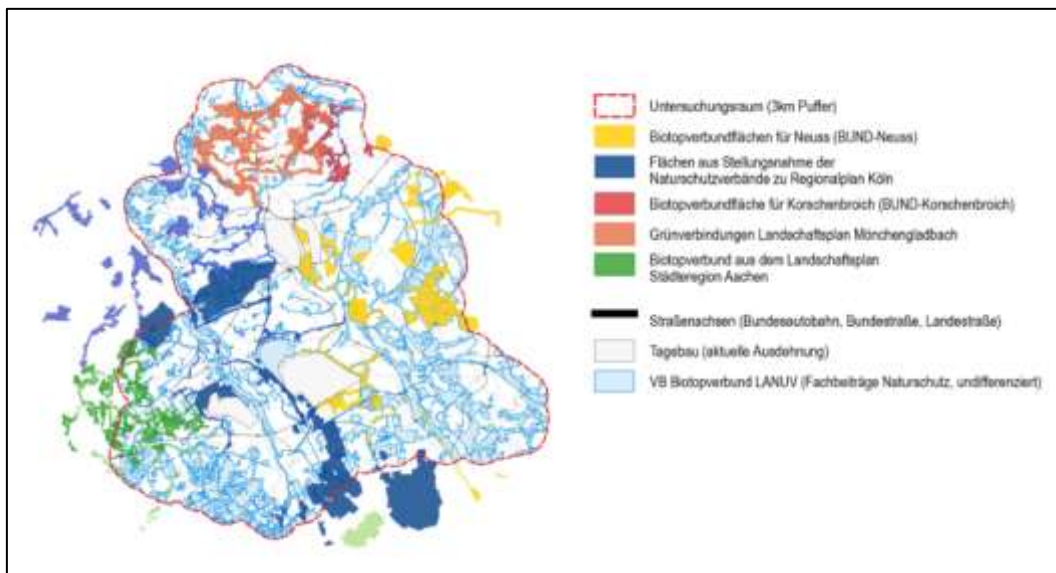 Untersuchungsraum (3km Puffer)
Biotopverbundflächen für Neuss (BUND-Neuss)
Flächen aus Stellungsnahme der
Naturschutzverbände zu Regionalplan Köln
Biotopverbundfläche für Korschenbroich (BUND-Korschenbroich)
Grünverbindungen Landschaftsplan Mönchengladbach
Biotopverbund aus dem Landschaftsplan
Städteregion Aachen
Straßenachsen (Bundesautobahn, Bundestraße, Landestraße)
Tagebau (aktuelle Ausdehnung)
VB Biotopverbund LANUV (Fachbeiträge Naturschutz, undifferenziert)